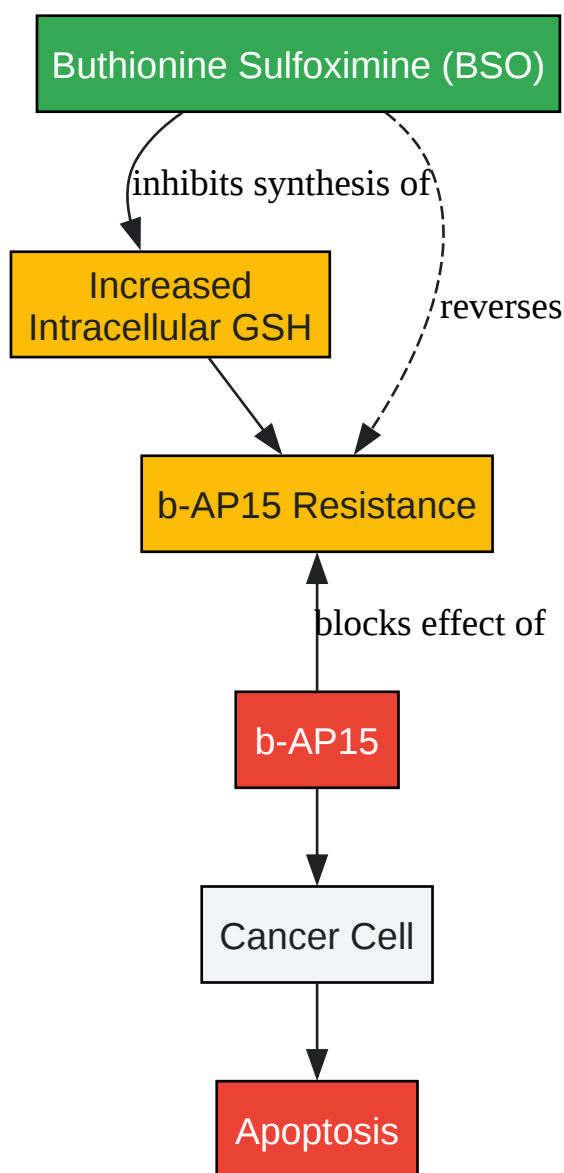 Buthionine Sulfoximine (BSO)
inhibits synthesis of
Increased
Intracellular GSH
reverses
b-AP15 Resistance
blocks effect of
b-AP15
Cancer Cell
Apoptosis